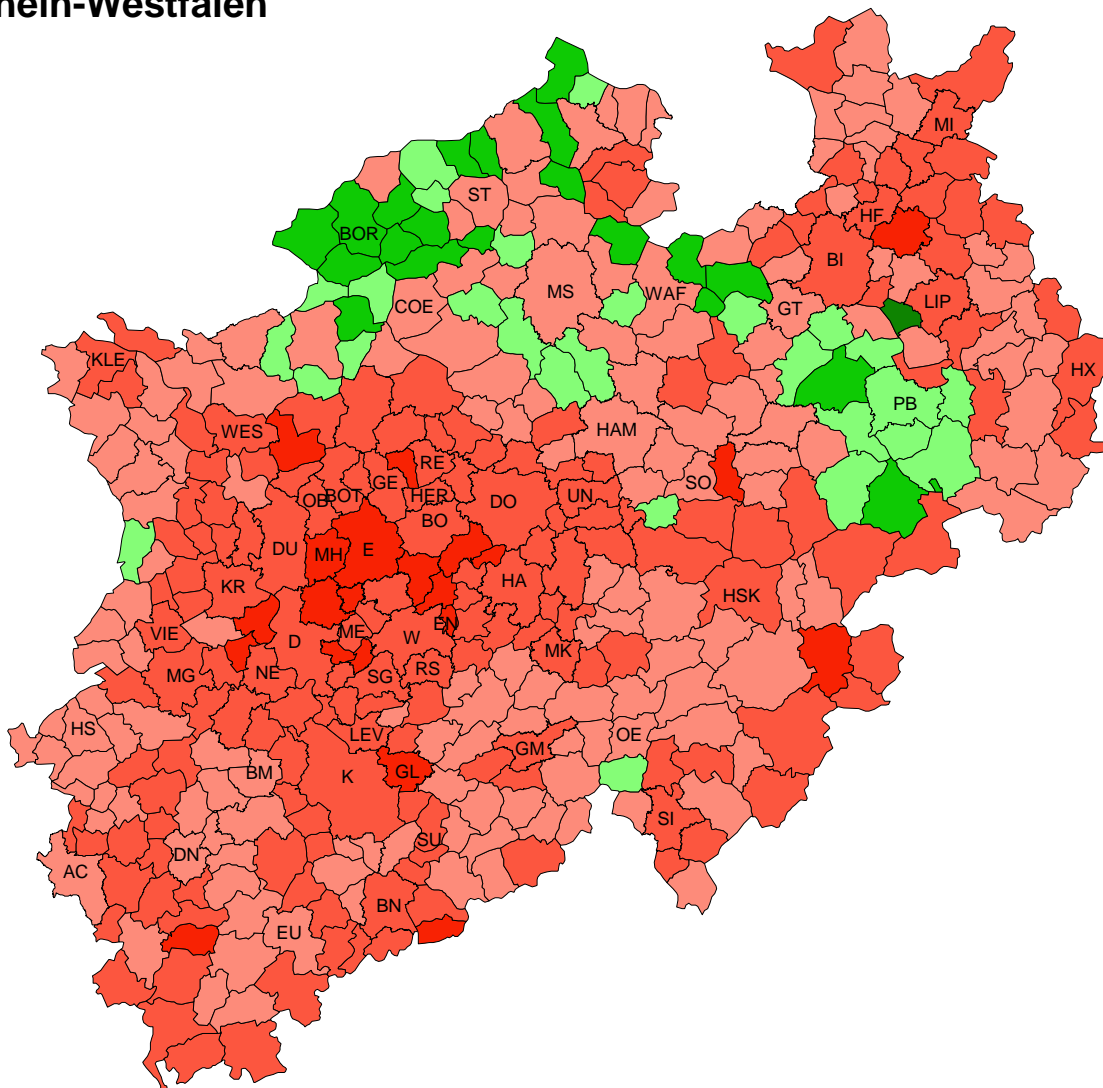 hein-Westfalen
MI
ST
HF
BOR
BI
MS
WAF
LIP
COE
GT
KLE
HX
PB
WES
HAM
RE
GE
SO
BOT
HER
UN
OB
DO
BO
DU
MH
E
HA
KR
HSK
EN
VIE
ME
W
D
MK
NE
RS
MG
SG
HS
LEV
OE
GM
BM
K
GL
SI
SU
DN
AC
BN
EU